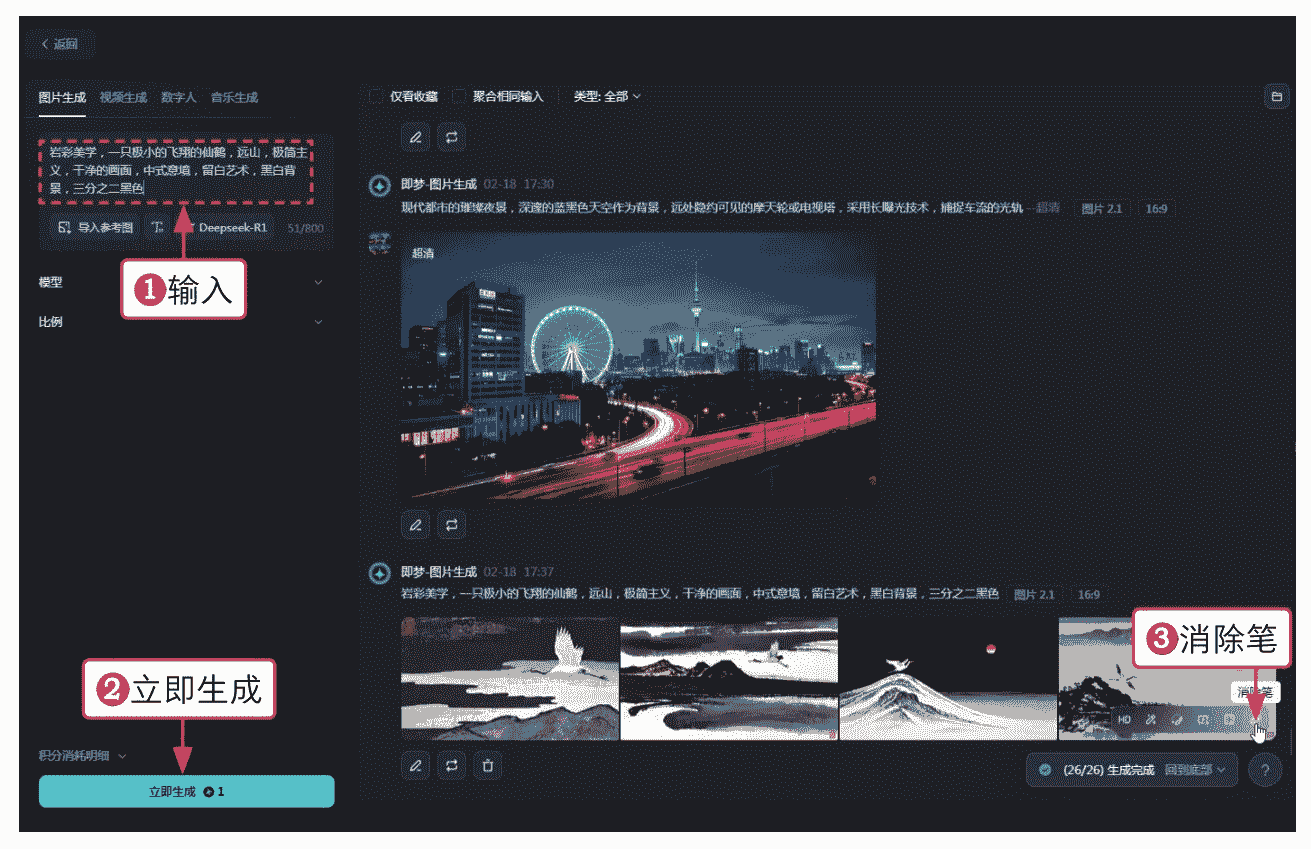 返回
图片生成 视频生成 数字人 音乐生成
岩彩美学，一只极小的飞翔的仙鹤，远山，极简主
义，干净的画面，中式意境，留白艺术，黑白背
景，三分之二黑色
导入参考图 Deepseek-R1 51/800
❶输入
模型
比例
❷立即生成
积分消耗明细
立即生成 1
仅看收藏 聚合相同输入 类型: 全部
即梦-图片生成 02-18 17:30
现代都市的璀璨夜景，深邃的蓝黑色天空作为背景，远处隐约可见的摩天轮或电视塔，采用长曝光技术，捕捉车流的光轨 --超清 图片 2.1 16:9
超清
即梦-图片生成 02-18 17:37
岩彩美学，一只极小的飞翔的仙鹤，远山，极简主义，干净的画面，中式意境，留白艺术，黑白背景，三分之二黑色 图片 2.1 16:9
❸消除笔
消除笔
HD
(26/26) 生成完成 回到底部
?